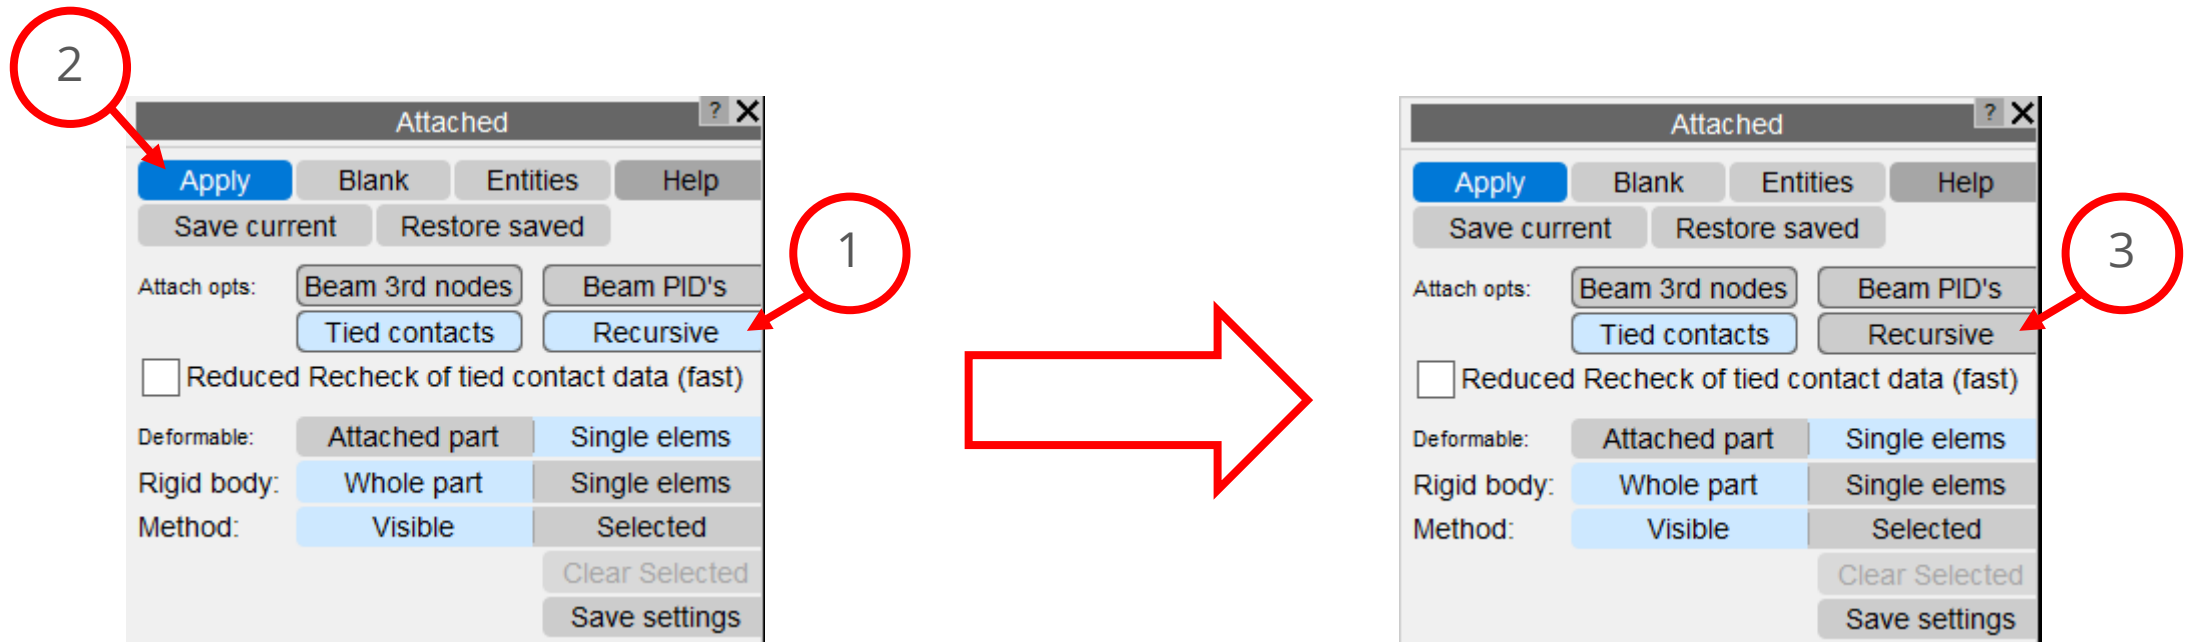 2
Attached ? X
Apply Blank Entities Help
Save current Restore saved
1
Attach opts: Beam 3rd nodes Beam PID's
Tied contacts Recursive
Reduced Recheck of tied contact data (fast)
Deformable: Attached part Single elems
Rigid body: Whole part Single elems
Method: Visible Selected
Clear Selected
Save settings
Attached ? X
Apply Blank Entities Help
Save current Restore saved
3
Attach opts: Beam 3rd nodes Beam PID's
Tied contacts Recursive
Reduced Recheck of tied contact data (fast)
Deformable: Attached part Single elems
Rigid body: Whole part Single elems
Method: Visible Selected
Clear Selected
Save settings